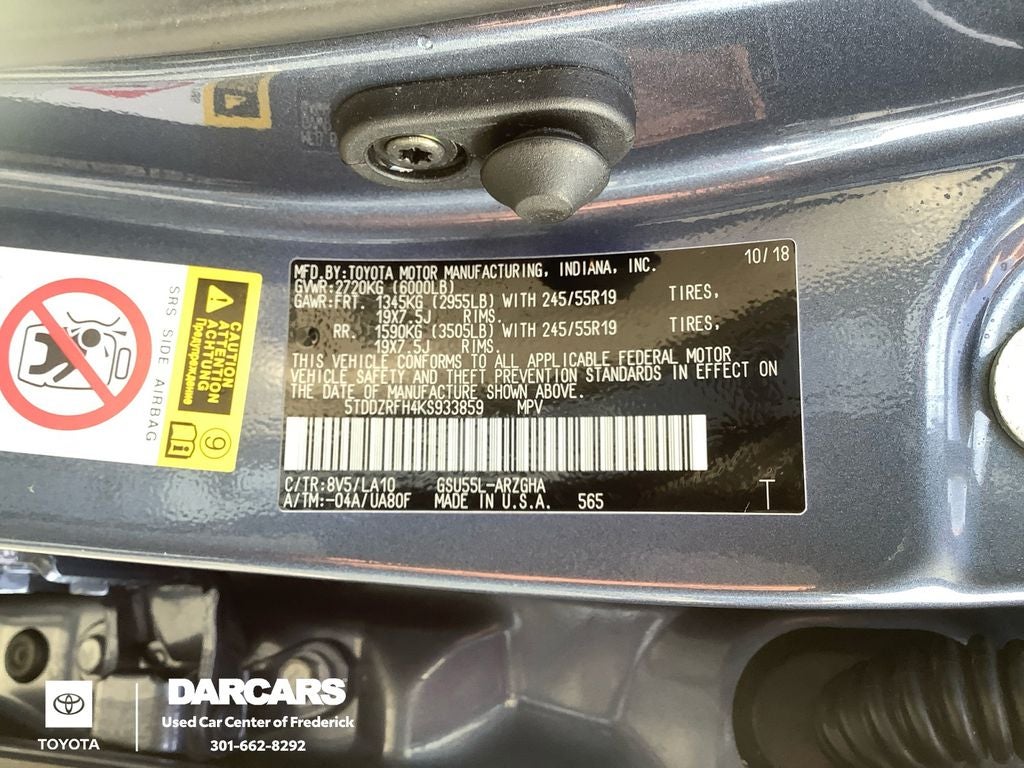 10/18
MFD.BY:TOYOTA MOTOR MANUFACTURING, INDIANA, INC.
GVWR:2720KG (6000LB)
GAWR:FRT. 1345KG (2955LB) WITH 245/55R19 TIRES,
19X7.5J RIMS.
RR. 1590KG (3505LB) WITH 245/55R19 TIRES,
19X7.5J RIMS.
THIS VEHICLE CONFORMS TO ALL APPLICABLE FEDERAL MOTOR
VEHICLE SAFETY AND THEFT PREVENTION STANDARDS IN EFFECT ON
THE DATE OF MANUFACTURE SHOWN ABOVE.
5TDDZRFH4KS933859 MPV
C/TR:8V5/LA10 GSU55L-ARZGHA
A/TM:-04A/UA80F MADE IN U.S.A. 565
T
SRS SIDE AIRBAG
CAUTION
ATTENTION
ACHTUNG
Предупреждение
9
TOYOTA
DARCARS
Used Car Center of Frederick
301-662-8292